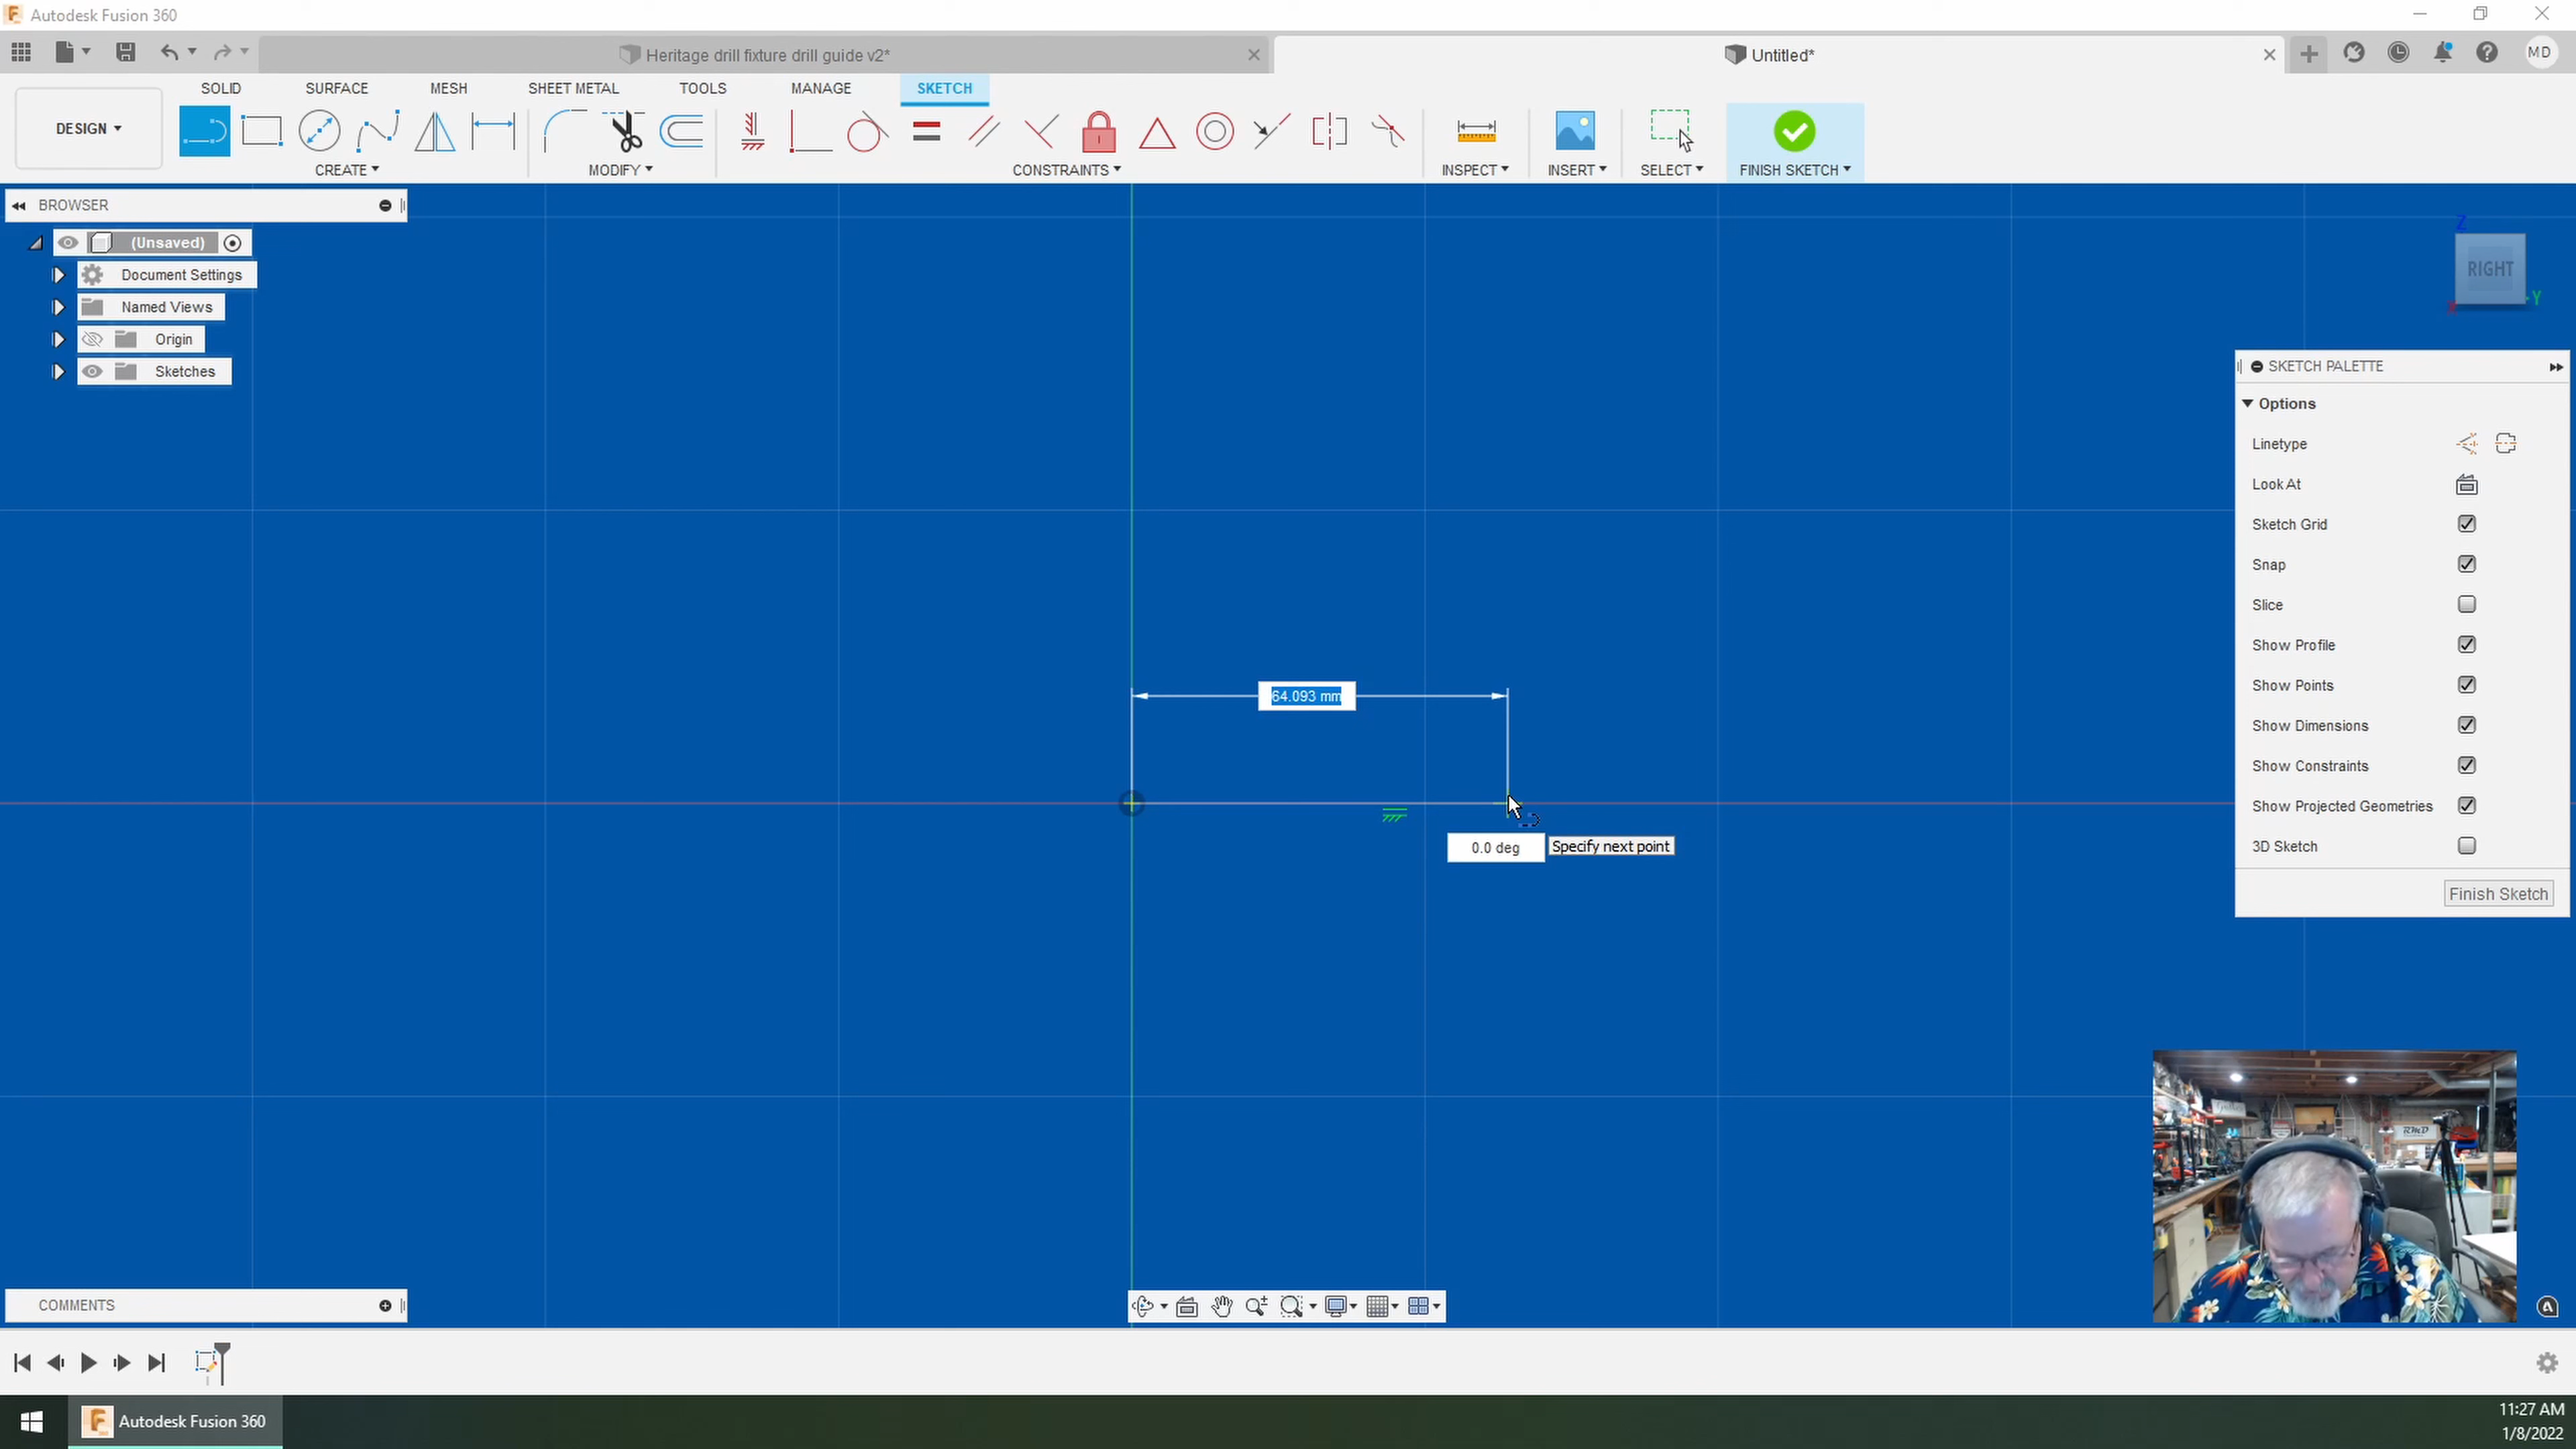 Autodesk Fusion 360
Heritage drill fixture drill guide v2*
Untitled*
MD
SOLID
SURFACE
MESH
SHEET METAL
TOOLS
MANAGE
SKETCH
DESIGN
CREATE
MODIFY
CONSTRAINTS
INSPECT
INSERT
SELECT
FINISH SKETCH
BROWSER
(Unsaved)
Document Settings
Named Views
Origin
Sketches
Z
RIGHT
X
Y
SKETCH PALETTE
Options
Linetype
Look At
Sketch Grid
Snap
Slice
Show Profile
Show Points
Show Dimensions
Show Constraints
Show Projected Geometries
3D Sketch
Finish Sketch
64.093 mm
0.0 deg
Specify next point
RMD
COMMENTS
Autodesk Fusion 360
11:27 AM
1/8/2022